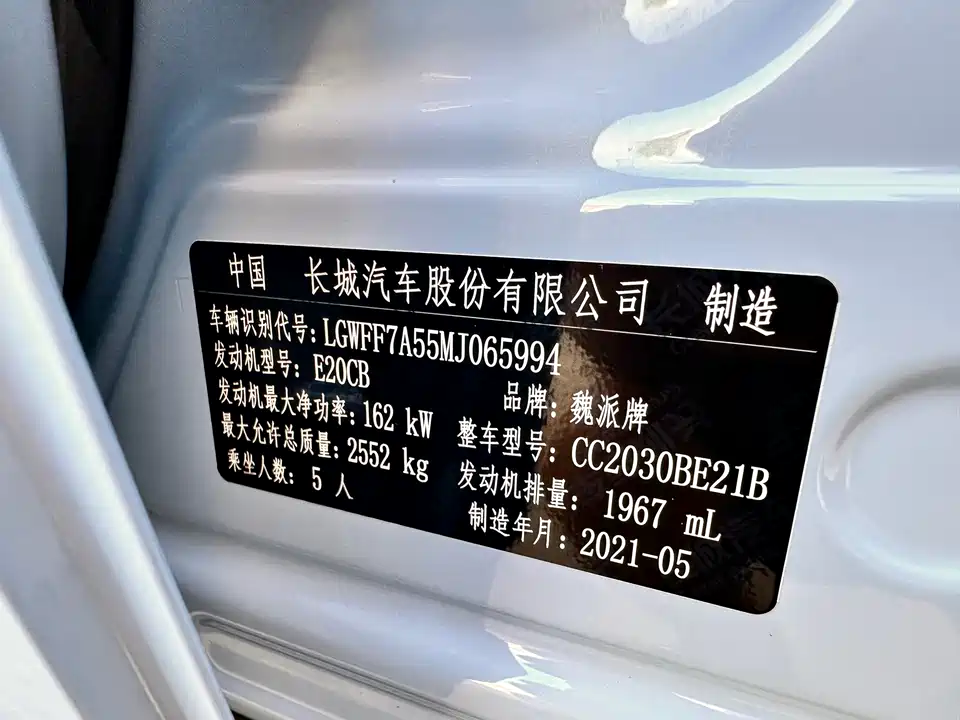 中国 长城汽车股份有限公司 制造
车辆识别代号:LGWFF7A55MJ065994
发动机型号: E20CB 品牌: 魏派牌
发动机最大净功率: 162 kW 整车型号: CC2030BE21B
最大允许总质量: 2552 kg 发动机排量: 1967 mL
乘坐人数: 5 人 制造年月: 2021-05